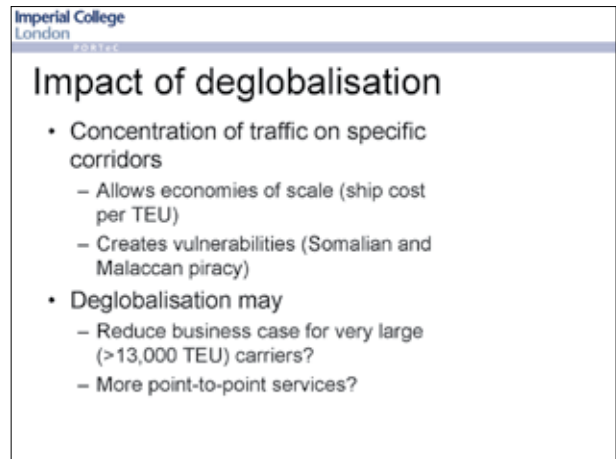 Imperial College
London
PORTeC
Impact of deglobalisation
• Concentration of traffic on specific
corridors
– Allows economies of scale (ship cost
per TEU)
– Creates vulnerabilities (Somalian and
Malaccan piracy)
• Deglobalisation may
– Reduce business case for very large
(>13,000 TEU) carriers?
– More point-to-point services?